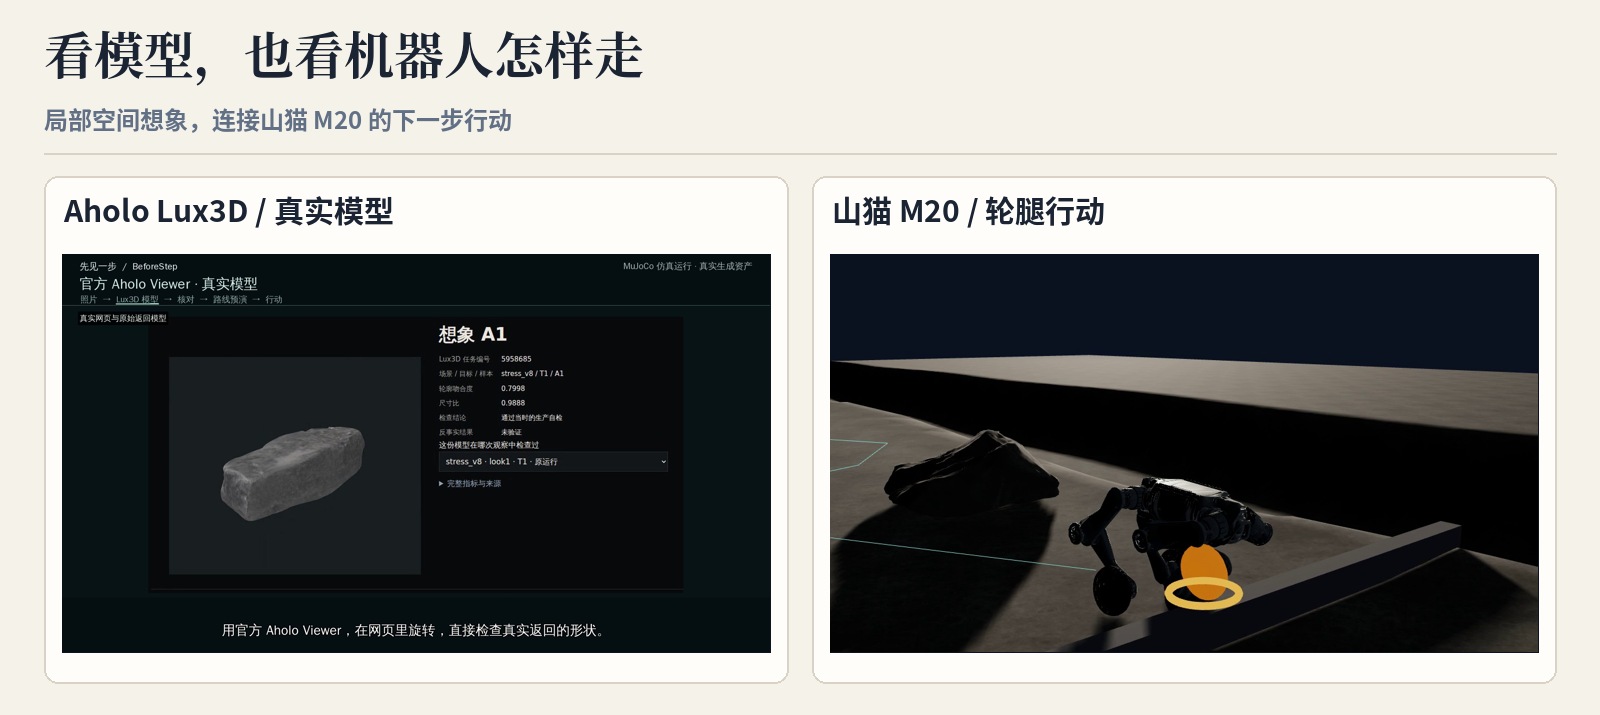 看模型，也看机器人怎样走
局部空间想象，连接山猫 M20 的下一步行动
Aholo Lux3D / 真实模型
先见一步 / BeforeStep
MuJoCo 仿真运行 · 真实生成资产
官方 Aholo Viewer · 真实模型
照片 → Lux3D 模型 → 核对 → 路线预演 → 行动
真实网页与原始返回模型
想象 A1
Lux3D 任务编号 5958685
场景 / 目标 / 样本 stress_v8 / T1 / A1
轮廓吻合度 0.7998
尺寸比 0.9888
检查结论 通过当时的生产自检
反事实结果 未验证
这份模型在哪次观察中检查过
stress_v8 · look1 · T1 · 原运行
▶ 完整指标与来源
用官方 Aholo Viewer，在网页里旋转，直接检查真实返回的形状。
山猫 M20 / 轮腿行动